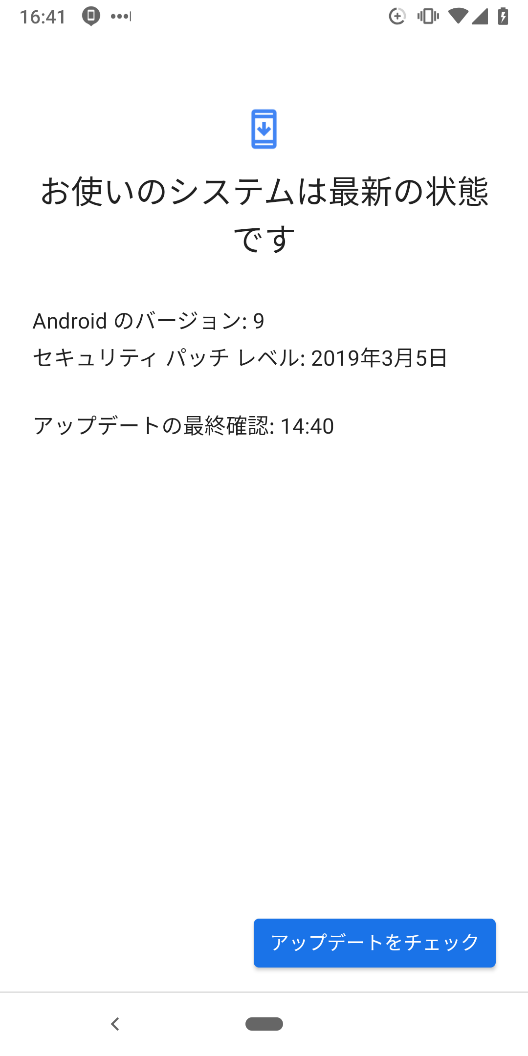 16:41
お使いのシステムは最新の状態
です
Android のバージョン: 9
セキュリティ パッチ レベル: 2019年3月5日
アップデートの最終確認: 14:40
アップデートをチェック